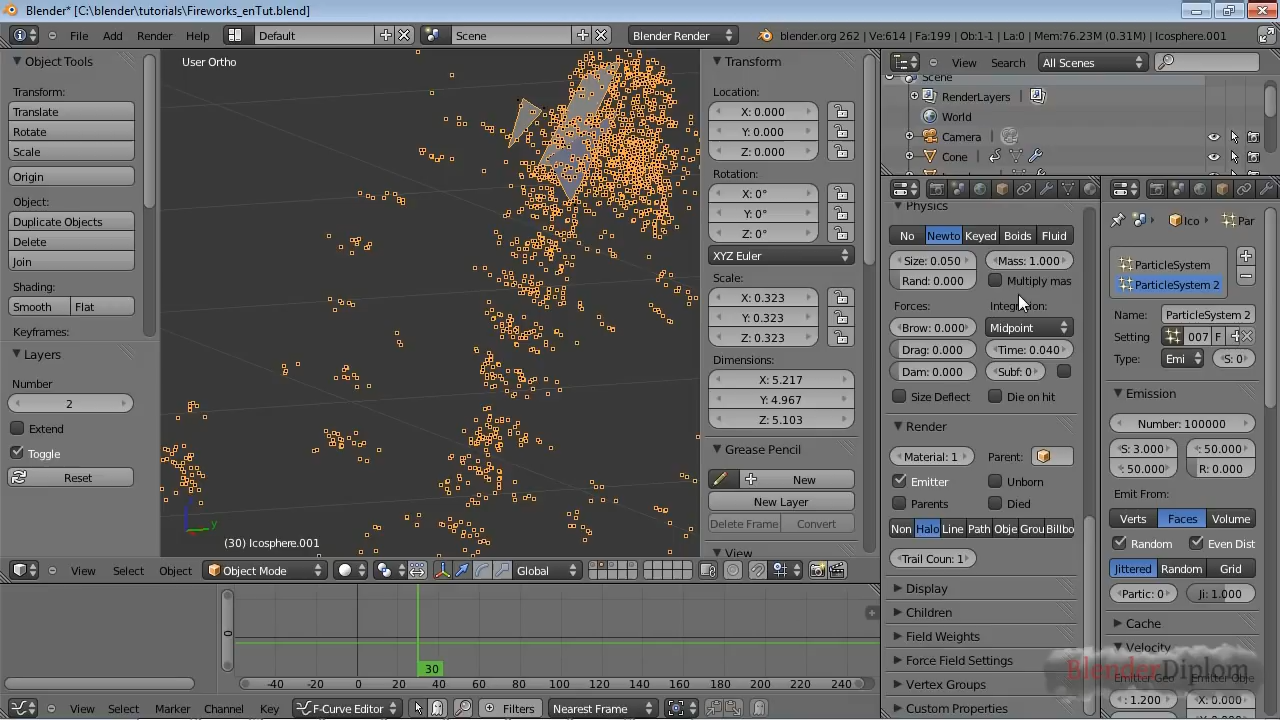 Blender* [C:\blender\tutorials\Fireworks_enTut.blend]
File Add Render Help Default Scene Blender Render blender.org 262 | Ve:614 | Fa:199 | Ob:1-1 | La:0 | Mem:76.23M (0.31M) | Icosphere.001
Object Tools
Transform:
Translate
Rotate
Scale
Origin
Object:
Duplicate Objects
Delete
Join
Shading:
Smooth Flat
Keyframes:
Layers
Number
2
Extend
Toggle
Reset
User Ortho
y
(30) Icosphere.001
View Select Object Object Mode Global
Transform
Location:
X: 0.000
Y: 0.000
Z: 0.000
Rotation:
X: 0°
Y: 0°
Z: 0°
XYZ Euler
Scale:
X: 0.323
Y: 0.323
Z: 0.323
Dimensions:
X: 5.217
Y: 4.967
Z: 5.103
Grease Pencil
New
New Layer
Delete Frame Convert
View
View Search All Scenes
Scene
RenderLayers
World
Camera
Cone
Physics
No Newto Keyed Boids Fluid
Size: 0.050 Mass: 1.000
Rand: 0.000 Multiply mas
Forces: Integration:
Brow: 0.000 Midpoint
Drag: 0.000 Time: 0.040
Dam: 0.000 Subf: 0
Size Deflect Die on hit
Render
Material: 1 Parent:
Emitter Unborn
Parents Died
Non Halo Line Path Obje Grou Billbo
Trail Coun: 1
Display
Children
Field Weights
Force Field Settings
Vertex Groups
Custom Properties
Ico Par
ParticleSystem
ParticleSystem 2
Name: ParticleSystem 2
Setting 007 F
Type: Emi S: 0
Emission
Number: 100000
S: 3.000 : 50.000
: 50.000 R: 0.000
Emit From:
Verts Faces Volume
Random Even Dist
Jittered Random Grid
Partic: 0 Ji: 1.000
Cache
Velocity
Emitter Geo Emitter Obje
: 1.200 X: 0.000
BlenderDiplom
0
30
-40 -20 0 20 40 60 80 100 120 140 160 180 200 220 240
View Select Marker Channel Key F-Curve Editor Filters Nearest Frame